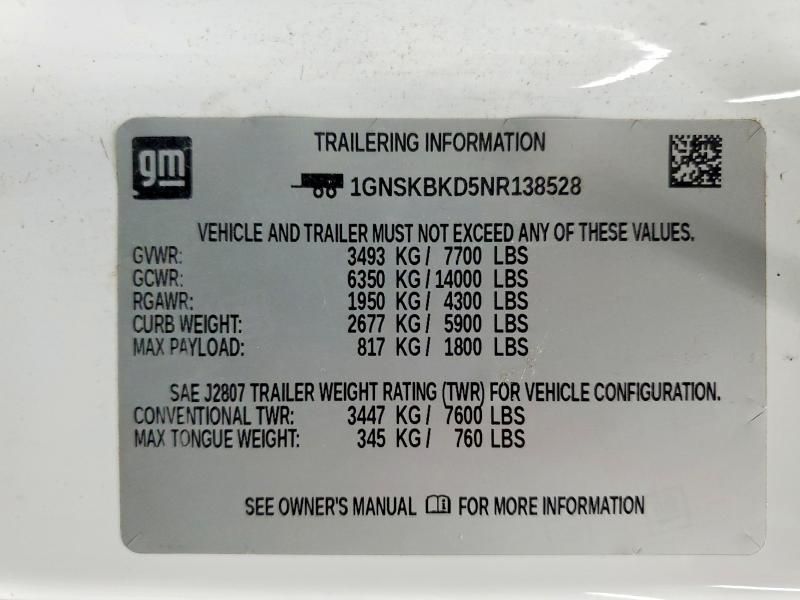 gm
TRAILERING INFORMATION
1GNSKBKD5NR138528
VEHICLE AND TRAILER MUST NOT EXCEED ANY OF THESE VALUES.
GVWR: 3493 KG / 7700 LBS
GCWR: 6350 KG / 14000 LBS
RGAWR: 1950 KG / 4300 LBS
CURB WEIGHT: 2677 KG / 5900 LBS
MAX PAYLOAD: 817 KG / 1800 LBS
SAE J2807 TRAILER WEIGHT RATING (TWR) FOR VEHICLE CONFIGURATION.
CONVENTIONAL TWR: 3447 KG / 7600 LBS
MAX TONGUE WEIGHT: 345 KG / 760 LBS
SEE OWNER'S MANUAL FOR MORE INFORMATION